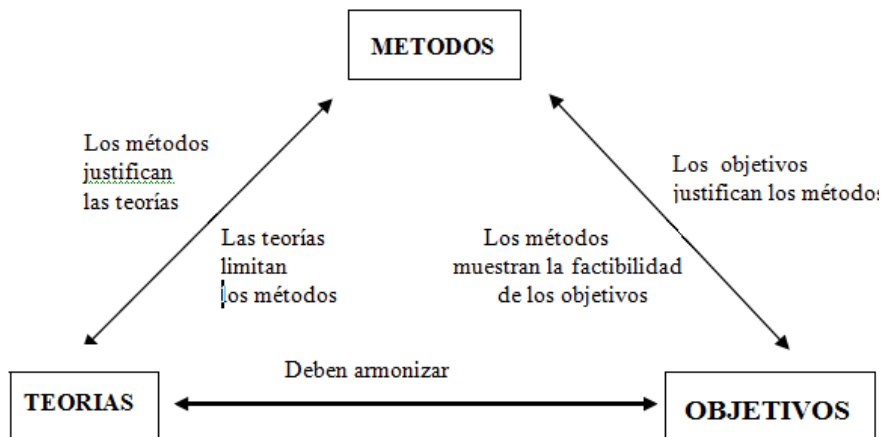 METODOS
Los métodos
justifican
las teorías
Los objetivos
justifican los métodos
Las teorías
limitan
los métodos
Los métodos
muestran la factibilidad
de los objetivos
Deben armonizar
TEORIAS
OBJETIVOS